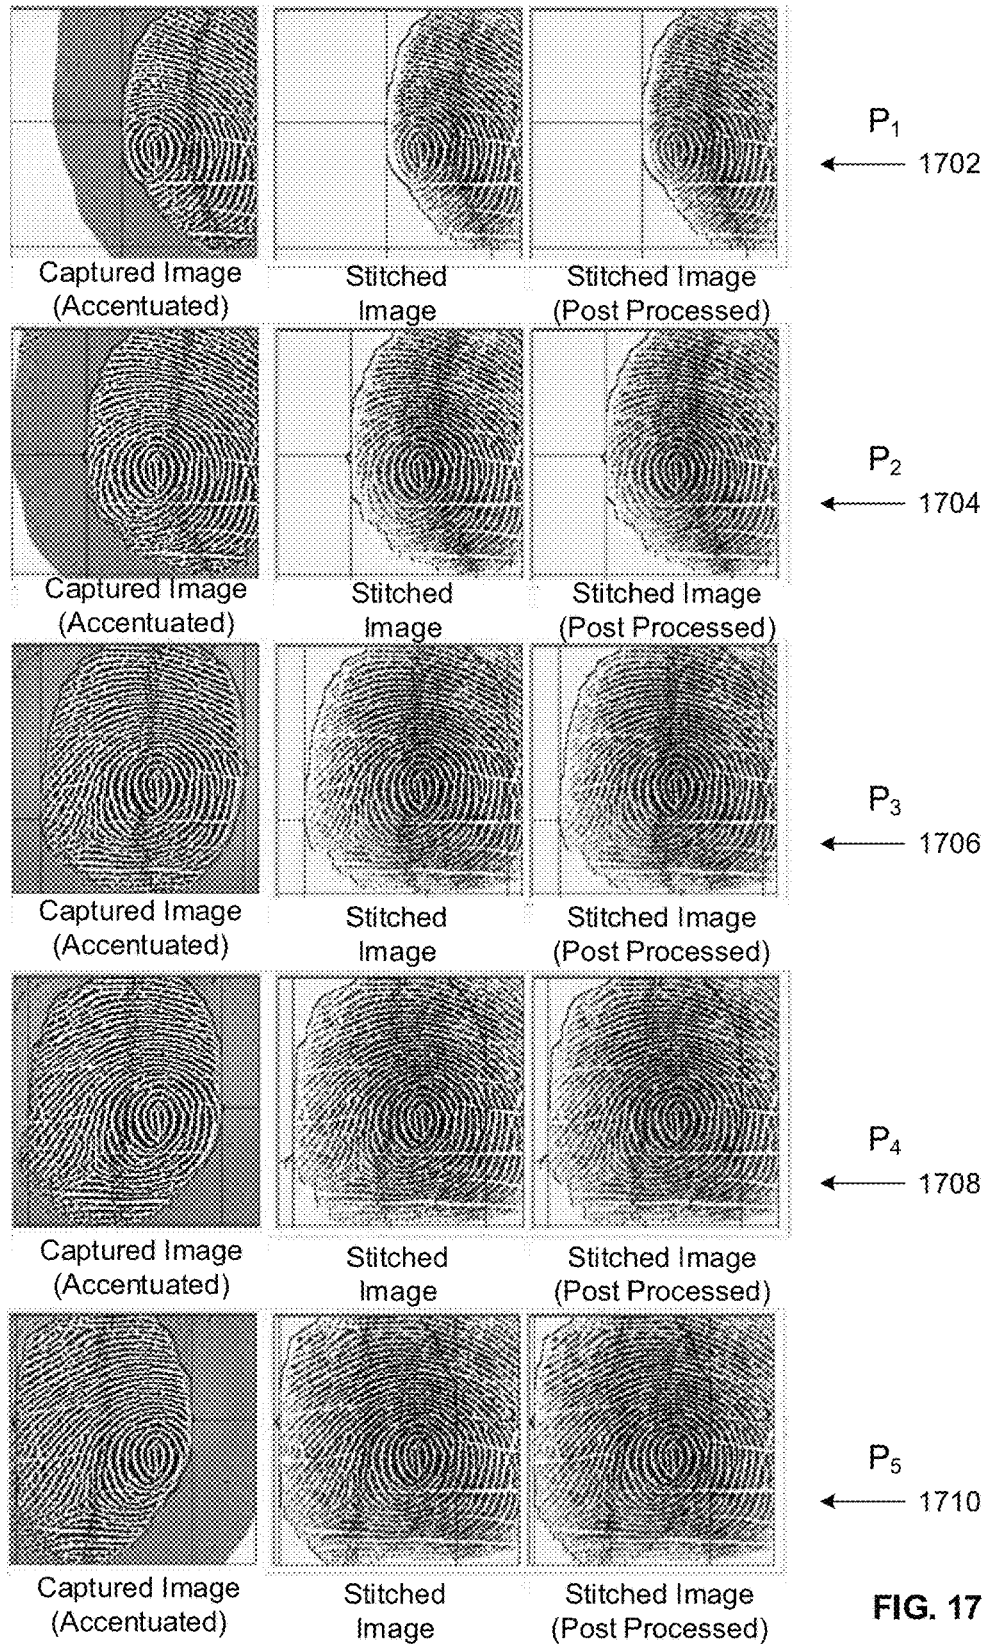 P₁
1702
Captured Image
(Accentuated)
Stitched
Image
Stitched Image
(Post Processed)
P₂
1704
Captured Image
(Accentuated)
Stitched
Image
Stitched Image
(Post Processed)
P₃
1706
Captured Image
(Accentuated)
Stitched
Image
Stitched Image
(Post Processed)
P₄
1708
Captured Image
(Accentuated)
Stitched
Image
Stitched Image
(Post Processed)
P₅
1710
Captured Image
(Accentuated)
Stitched
Image
Stitched Image
(Post Processed)
FIG. 17